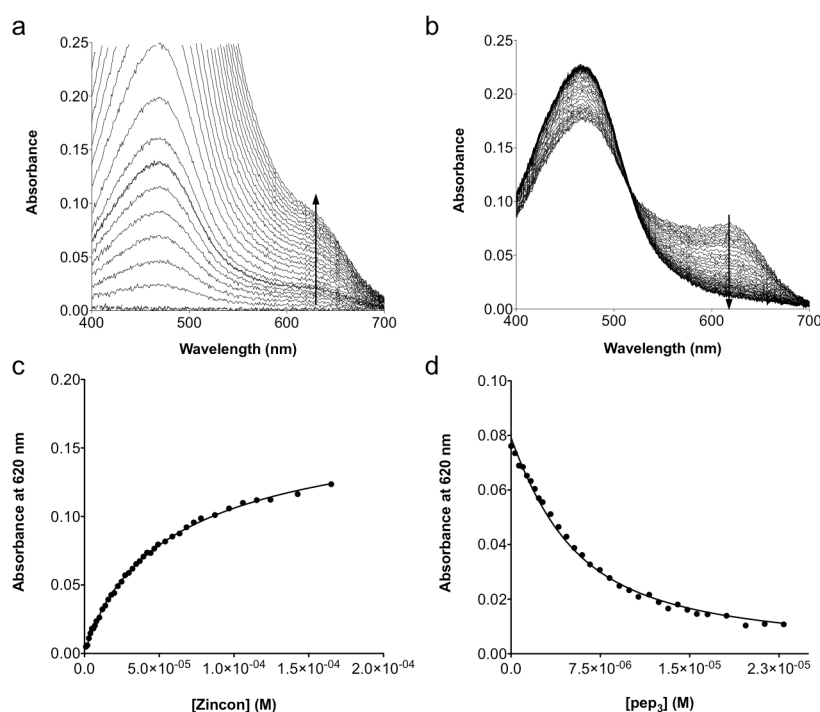 a
b
0.25
0.20
0.15
0.10
0.05
0.00
Absorbance
400 500 600 700
Wavelength (nm)
0.25
0.20
0.15
0.10
0.05
0.00
Absorbance
400 500 600 700
Wavelength (nm)
c
d
0.20
0.15
0.10
0.05
0.00
Absorbance at 620 nm
0.0 5.0×10⁻⁰⁵ 1.0×10⁻⁰⁴ 1.5×10⁻⁰⁴ 2.0×10⁻⁰⁴
[Zincon] (M)
0.10
0.08
0.06
0.04
0.02
0.00
Absorbance at 620 nm
0.0 7.5×10⁻⁰⁶ 1.5×10⁻⁰⁵ 2.3×10⁻⁰⁵
[pep₃] (M)